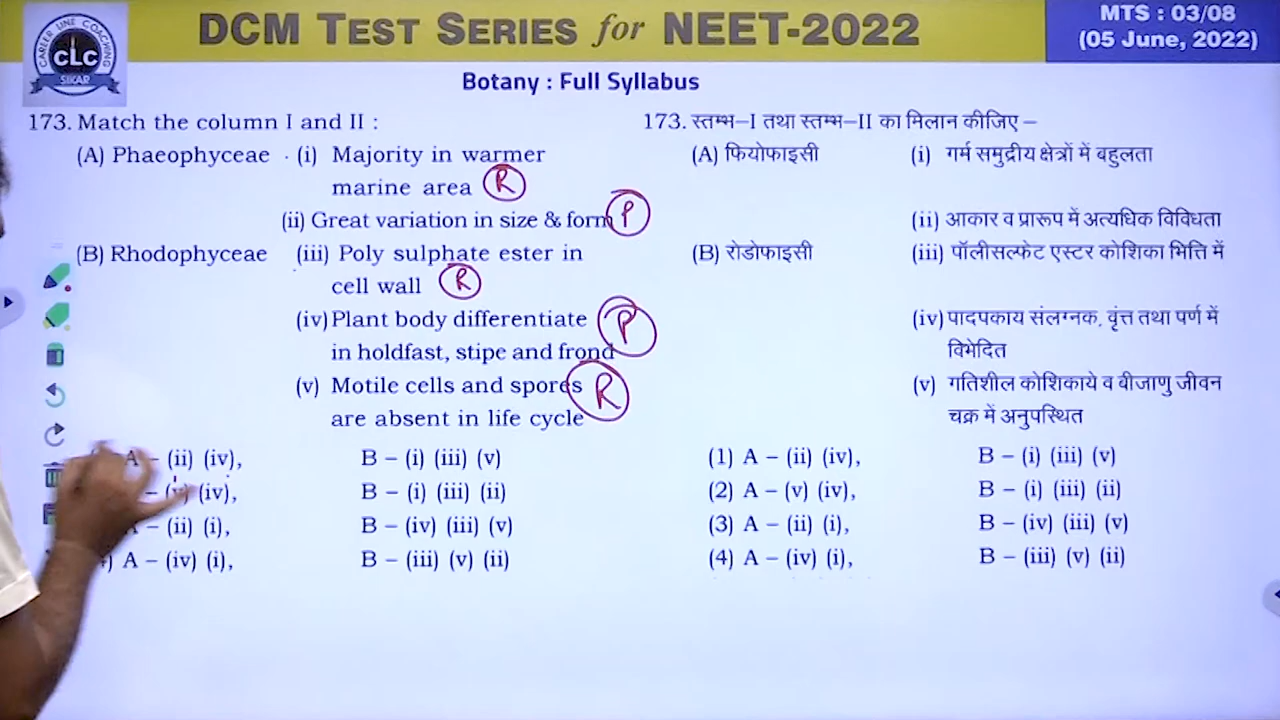 DCM TEST SERIES for NEET-2022
MTS : 03/08
(05 June, 2022)
CAREER LINE COACHING
CLC
SIKAR
Botany : Full Syllabus
173. Match the column I and II :
(A) Phaeophyceae (i) Majority in warmer
marine area R
(ii) Great variation in size & form P
(B) Rhodophyceae (iii) Poly sulphate ester in
cell wall R
(iv) Plant body differentiate
in holdfast, stipe and frond P
(v) Motile cells and spores
are absent in life cycle R
A – (ii) (iv), B – (i) (iii) (v)
– (v) (iv), B – (i) (iii) (ii)
A – (ii) (i), B – (iv) (iii) (v)
4) A – (iv) (i), B – (iii) (v) (ii)
173. स्तम्भ–I तथा स्तम्भ–II का मिलान कीजिए –
(A) फियोफाइसी (i) गर्म समुद्रीय क्षेत्रों में बहुलता
(ii) आकार व प्रारूप में अत्यधिक विविधता
(B) रोडोफाइसी (iii) पॉलीसल्फेट एस्टर कोशिका भित्ति में
(iv) पादपकाय संलग्नक, वृंत्त तथा पर्ण में
विभेदित
(v) गतिशील कोशिकाये व बीजाणु जीवन
चक्र में अनुपस्थित
(1) A – (ii) (iv), B – (i) (iii) (v)
(2) A – (v) (iv), B – (i) (iii) (ii)
(3) A – (ii) (i), B – (iv) (iii) (v)
(4) A – (iv) (i), B – (iii) (v) (ii)